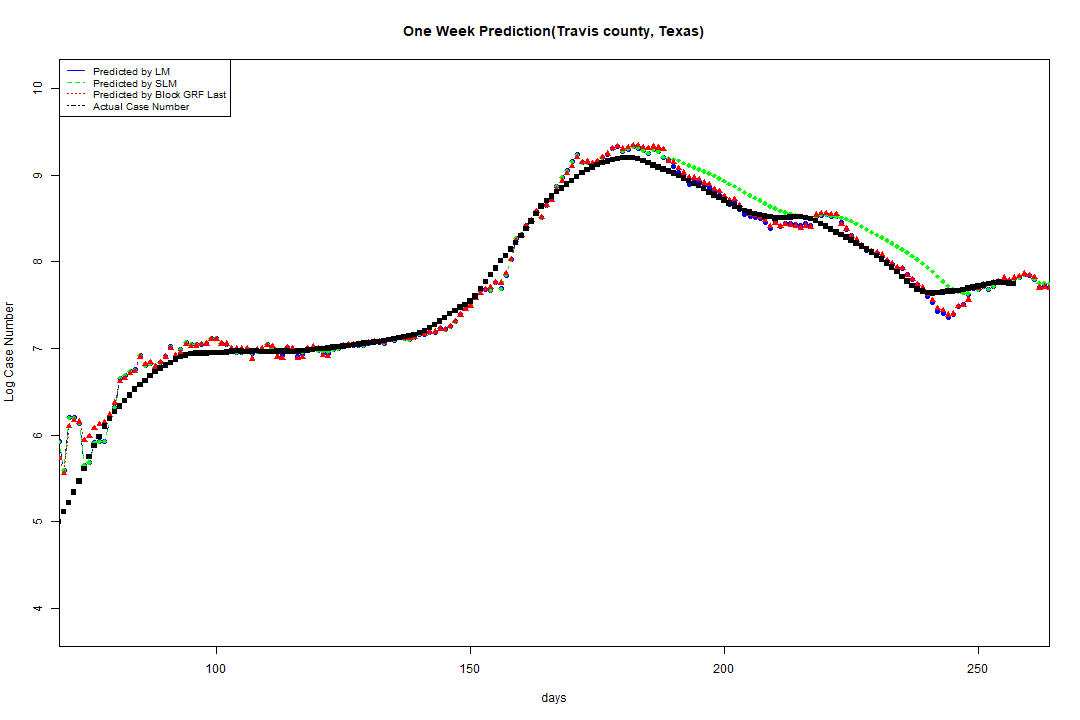 One Week Prediction(Travis county, Texas)
Predicted by LM
Predicted by SLM
Predicted by Block GRF Last
Actual Case Number
10
9
8
7
6
5
4
Log Case Number
100
150
200
250
days